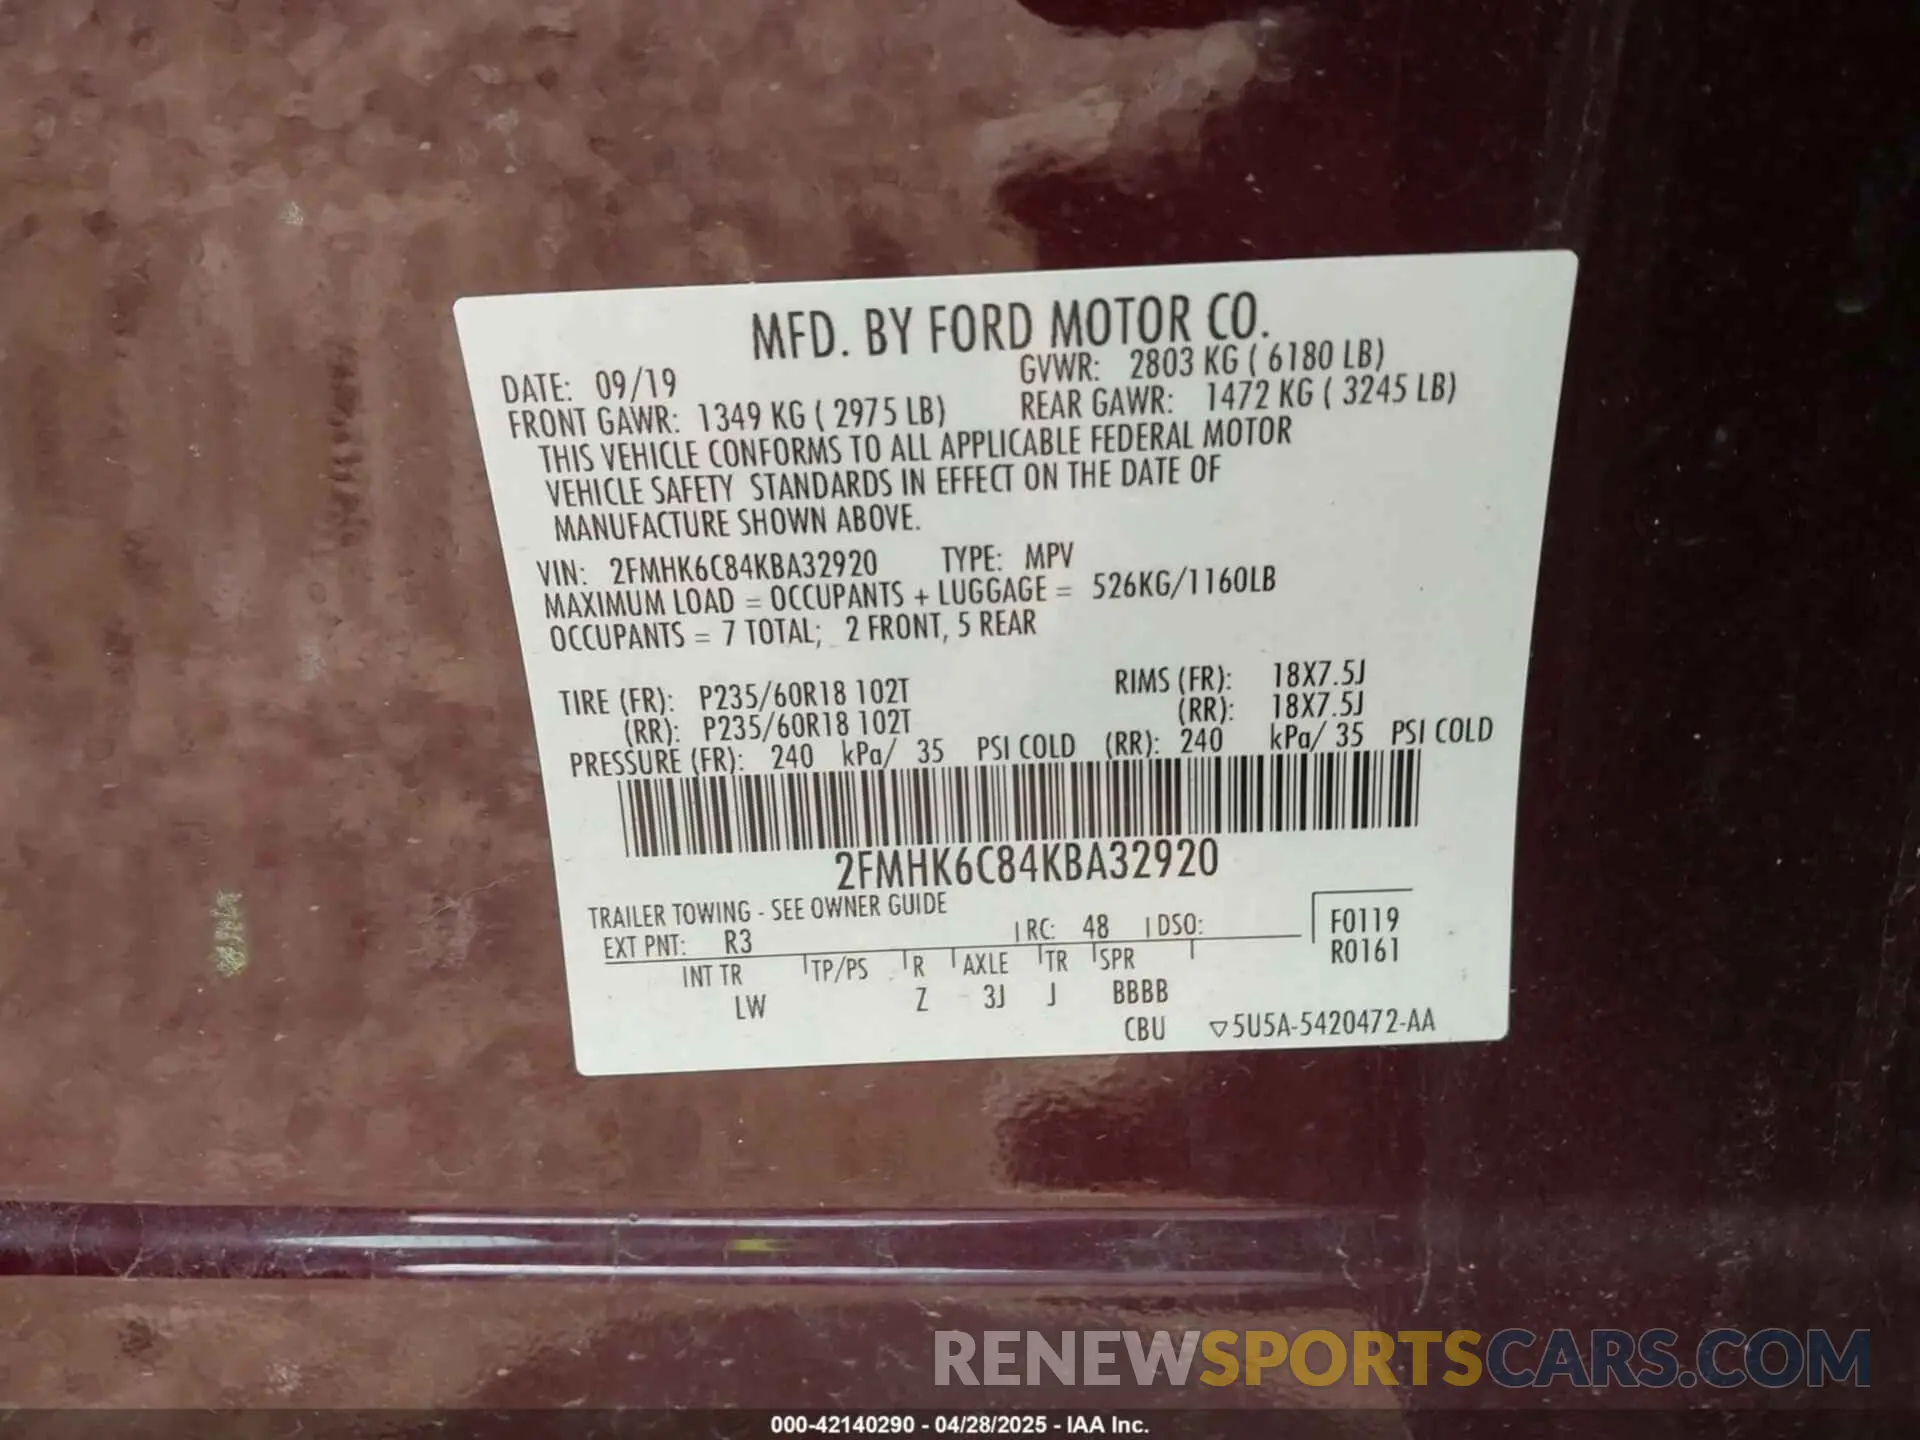 MFD. BY FORD MOTOR CO.
DATE: 09/19 GVWR: 2803 KG ( 6180 LB)
FRONT GAWR: 1349 KG ( 2975 LB) REAR GAWR: 1472 KG ( 3245 LB)
THIS VEHICLE CONFORMS TO ALL APPLICABLE FEDERAL MOTOR
VEHICLE SAFETY STANDARDS IN EFFECT ON THE DATE OF
MANUFACTURE SHOWN ABOVE.
VIN: 2FMHK6C84KBA32920 TYPE: MPV
MAXIMUM LOAD = OCCUPANTS + LUGGAGE = 526KG/1160LB
OCCUPANTS = 7 TOTAL; 2 FRONT, 5 REAR
TIRE (FR): P235/60R18 102T RIMS (FR): 18X7.5J
(RR): P235/60R18 102T (RR): 18X7.5J
PRESSURE (FR): 240 kPa/ 35 PSI COLD (RR): 240 kPa/ 35 PSI COLD
2FMHK6C84KBA32920
TRAILER TOWING - SEE OWNER GUIDE
EXT PNT: R3 RC: 48 DSO: F0119
R0161
INT TR TP/PS R AXLE TR SPR
LW Z 3J J BBBB
CBU ▽5U5A-5420472-AA
RENEWSPORTSCARS.COM
000-42140290 - 04/28/2025 - IAA Inc.